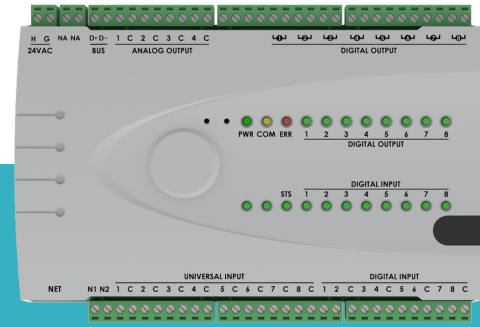 H G NA NA D+ D- 1 C 2 C 3 C 4 C
24VAC BUS ANALOG OUTPUT DIGITAL OUTPUT
PWR COM ERR 1 2 3 4 5 6 7 8
DIGITAL OUTPUT
DIGITAL INPUT
STS 1 2 3 4 5 6 7 8
UNIVERSAL INPUT DIGITAL INPUT
NET N1 N2 1 C 2 C 3 C 4 C 5 C 6 C 7 C 8 C 1 2 C 3 4 C 5 6 C 7 8 C